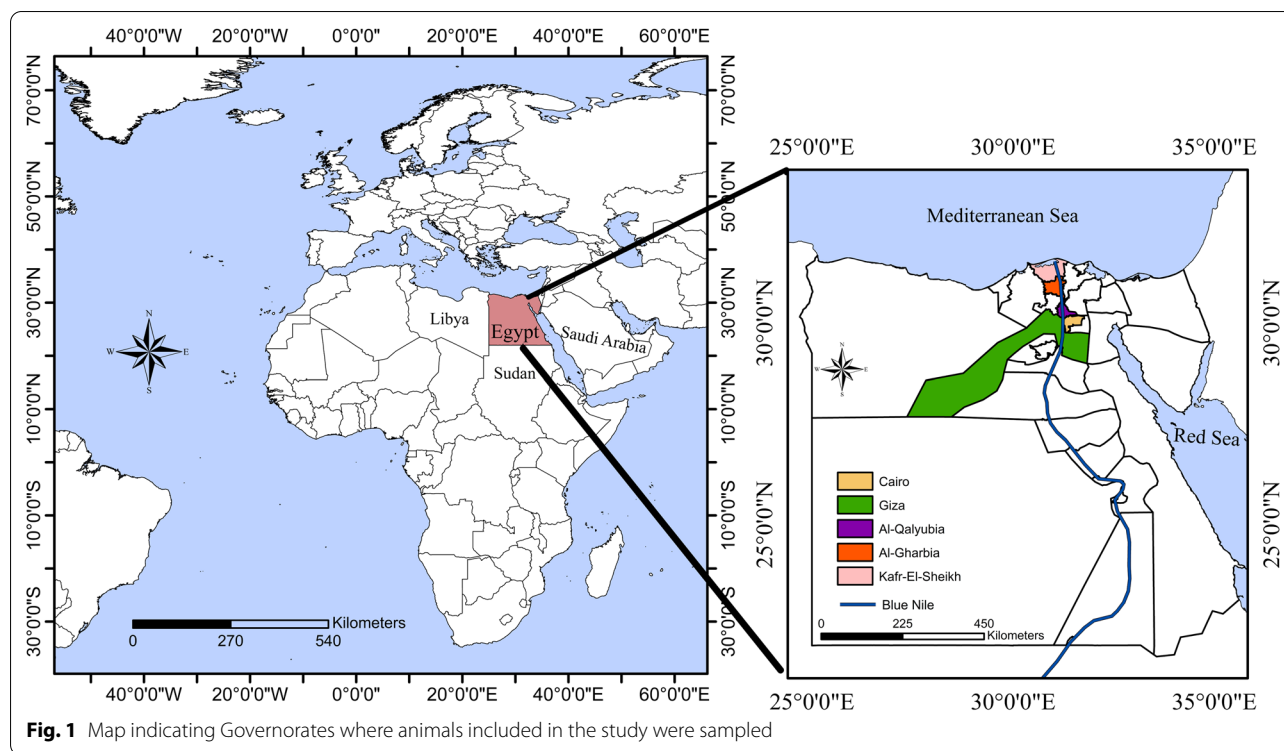 40°0'0"W 20°0'0"W 0°0'0" 20°0'0"E 40°0'0"E 60°0'0"E
70°0'0"N
50°0'0"N
30°0'0"N
10°0'0"N
10°0'0"S
30°0'0"S
70°0'0"N
50°0'0"N
30°0'0"N
10°0'0"N
10°0'0"S
30°0'0"S
Libya
Egypt
Saudi Arabia
Sudan
N
W E
S
Kilometers
0 270 540
40°0'0"W 20°0'0"W 0°0'0" 20°0'0"E 40°0'0"E 60°0'0"E
25°0'0"E 30°0'0"E 35°0'0"E
Mediterranean Sea
30°0'0"N
25°0'0"N
30°0'0"N
25°0'0"N
N
W E
S
Red Sea
Cairo
Giza
Al-Qalyubia
Al-Gharbia
Kafr-El-Sheikh
Blue Nile
0 225 450
Kilometers
25°0'0"E 30°0'0"E 35°0'0"E
Fig. 1 Map indicating Governorates where animals included in the study were sampled